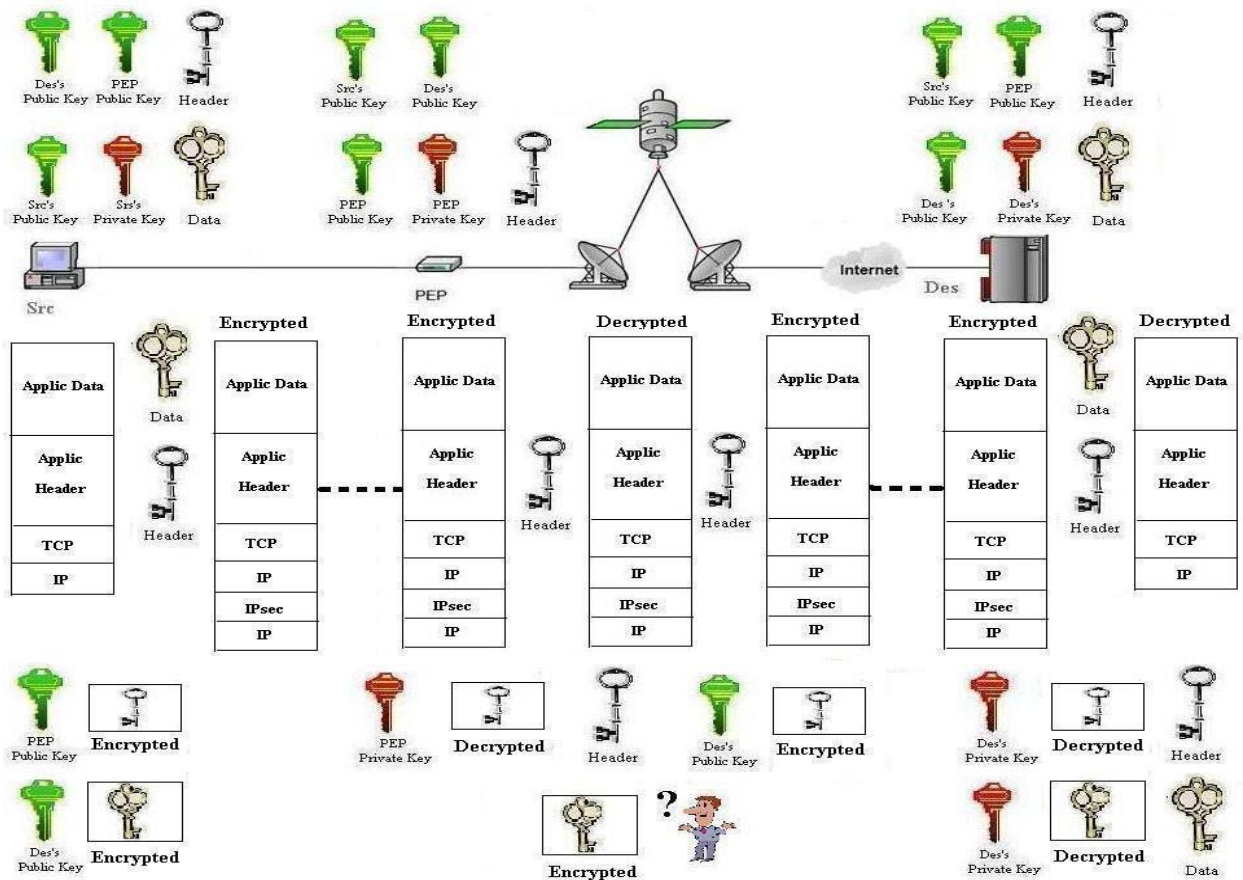 Des's
Public Key
PEP
Public Key
Header
Src's
Public Key
Des's
Public Key
Src's
Public Key
PEP
Public Key
Header
Src's
Public Key
Srs's
Private Key
Data
PEP
Public Key
PEP
Private Key
Header
Des's
Public Key
Des's
Private Key
Data
Src
PEP
Internet
Des
Encrypted
Encrypted
Decrypted
Encrypted
Encrypted
Decrypted
Applic Data
Applic
Header
TCP
IP
Data
Header
Applic Data
Applic
Header
TCP
IP
IPsec
IP
Applic Data
Applic
Header
TCP
IP
IPsec
IP
Header
Applic Data
Applic
Header
TCP
IP
IPsec
IP
Header
Applic Data
Applic
Header
TCP
IP
IPsec
IP
Applic Data
Applic
Header
TCP
IP
IPsec
IP
Data
Header
Applic Data
Applic
Header
TCP
IP
PEP
Public Key
Encrypted
PEP
Private Key
Decrypted
Header
Des's
Public Key
Encrypted
Des's
Private Key
Decrypted
Header
Des's
Public Key
Encrypted
Encrypted
?
Des's
Private Key
Decrypted
Data